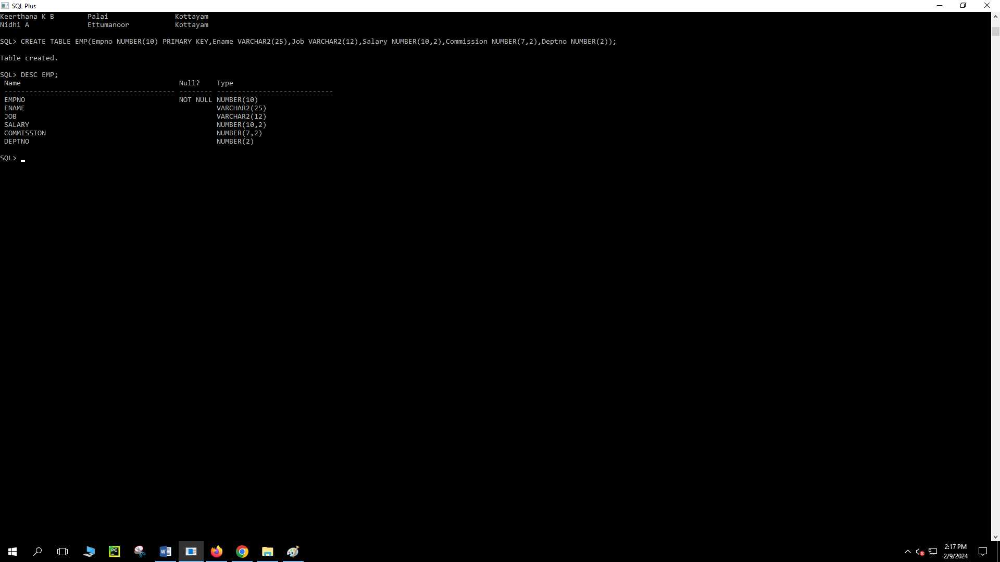 SQL Plus
Keerthana K B        Palai                Kottayam
Nidhi A              Ettumanoor           Kottayam
SQL> CREATE TABLE EMP(Empno NUMBER(10) PRIMARY KEY,Ename VARCHAR2(25),Job VARCHAR2(12),Salary NUMBER(10,2),Commission NUMBER(7,2),Deptno NUMBER(2));
Table created.
SQL> DESC EMP;
 Name                                      Null?    Type
 ----------------------------------------- -------- ----------------------------
 EMPNO                                     NOT NULL NUMBER(10)
 ENAME                                              VARCHAR2(25)
 JOB                                                VARCHAR2(12)
 SALARY                                             NUMBER(10,2)
 COMMISSION                                         NUMBER(7,2)
 DEPTNO                                             NUMBER(2)
SQL>
PC
W
2:17 PM
2/9/2024